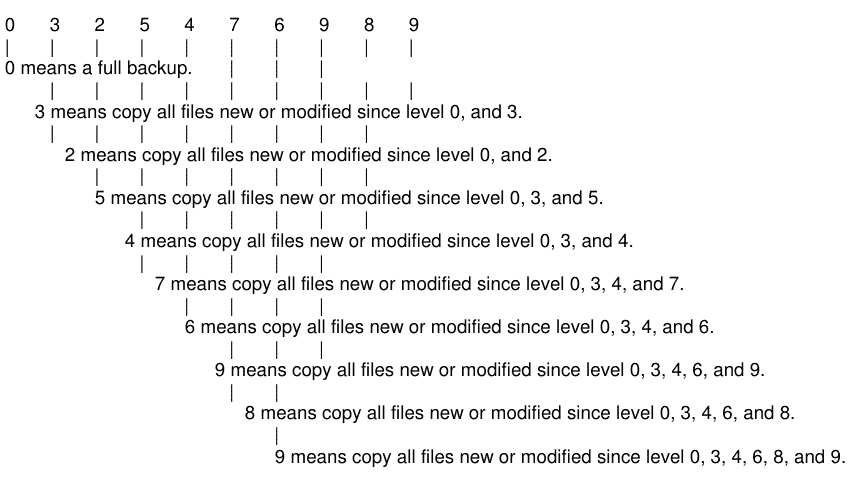 0 3 2 5 4 7 6 9 8 9
| | | | | | | | | |
0 means a full backup. | | |
| | | | | | | | |
3 means copy all files new or modified since level 0, and 3.
| | | | | | | |
2 means copy all files new or modified since level 0, and 2.
| | | | | | |
5 means copy all files new or modified since level 0, 3, and 5.
| | | | | |
4 means copy all files new or modified since level 0, 3, and 4.
| | | | |
7 means copy all files new or modified since level 0, 3, 4, and 7.
| | | |
6 means copy all files new or modified since level 0, 3, 4, and 6.
| | |
9 means copy all files new or modified since level 0, 3, 4, 6, and 9.
| |
8 means copy all files new or modified since level 0, 3, 4, 6, and 8.
|
9 means copy all files new or modified since level 0, 3, 4, 6, 8, and 9.